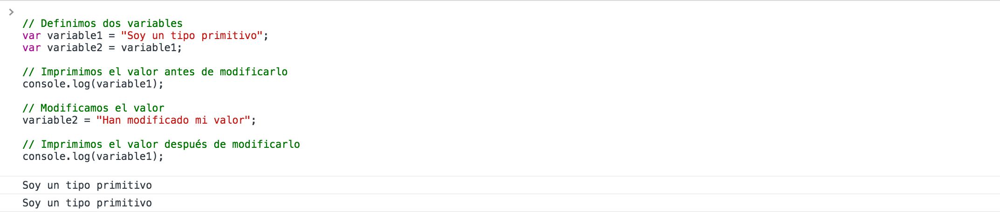 >
// Definimos dos variables
var variable1 = "Soy un tipo primitivo";
var variable2 = variable1;
// Imprimimos el valor antes de modificarlo
console.log(variable1);
// Modificamos el valor
variable2 = "Han modificado mi valor";
// Imprimimos el valor después de modificarlo
console.log(variable1);
Soy un tipo primitivo
Soy un tipo primitivo